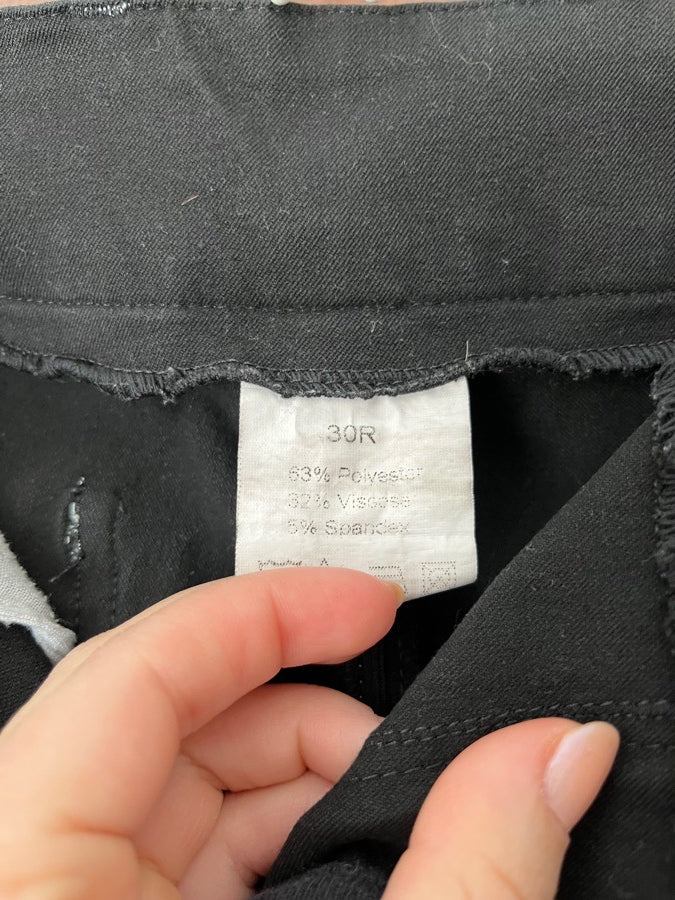 30R
63% Polyester
32% Viscose
5% Spandex